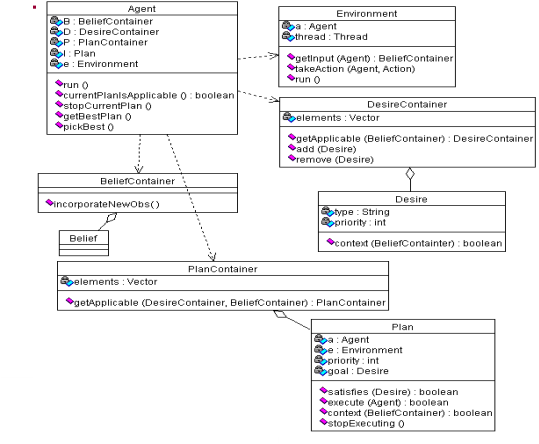 Agent
B : BeliefContainer
D : DesireContainer
P : PlanContainer
I : Plan
e : Environment
run ()
currentPlanIsApplicable () : boolean
stopCurrentPlan ()
getBestPlan ()
pickBest ()
Environment
a : Agent
thread : Thread
getInput (Agent) : BeliefContainer
takeAction (Agent, Action)
run ()
DesireContainer
elements : Vector
getApplicable (BeliefContainer) : DesireContainer
add (Desire)
remove (Desire)
BeliefContainer
incorporateNewObs()
Belief
Desire
type : String
priority : int
context (BeliefContainter) : boolean
PlanContainer
elements : Vector
getApplicable (DesireContainer, BeliefContainer) : PlanContainer
Plan
a : Agent
e : Environment
priority : int
goal : Desire
satisfies (Desire) : boolean
execute (Agent) : boolean
context (BeliefContainer) : boolean
stopExecuting ()